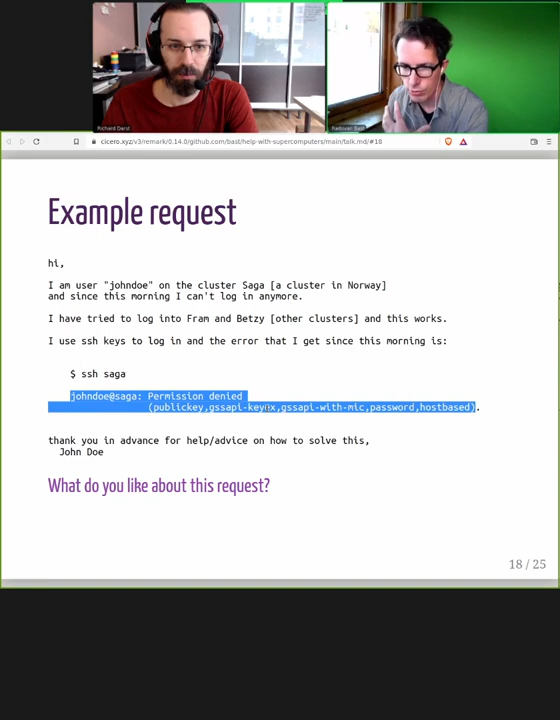 Richard Darst
Radovan Bast
cicero.xyz/v3/remark/0.14.0/github.com/bast/help-with-supercomputers/main/talk.md/#18
Example request
hi,
I am user "johndoe" on the cluster Saga [a cluster in Norway]
and since this morning I can't log in anymore.
I have tried to log into Fram and Betzy [other clusters] and this works.
I use ssh keys to log in and the error that I get since this morning is:
$ ssh saga
johndoe@saga: Permission denied
(publickey,gssapi-keyex,gssapi-with-mic,password,hostbased).
thank you in advance for help/advice on how to solve this,
John Doe
What do you like about this request?
18 / 25